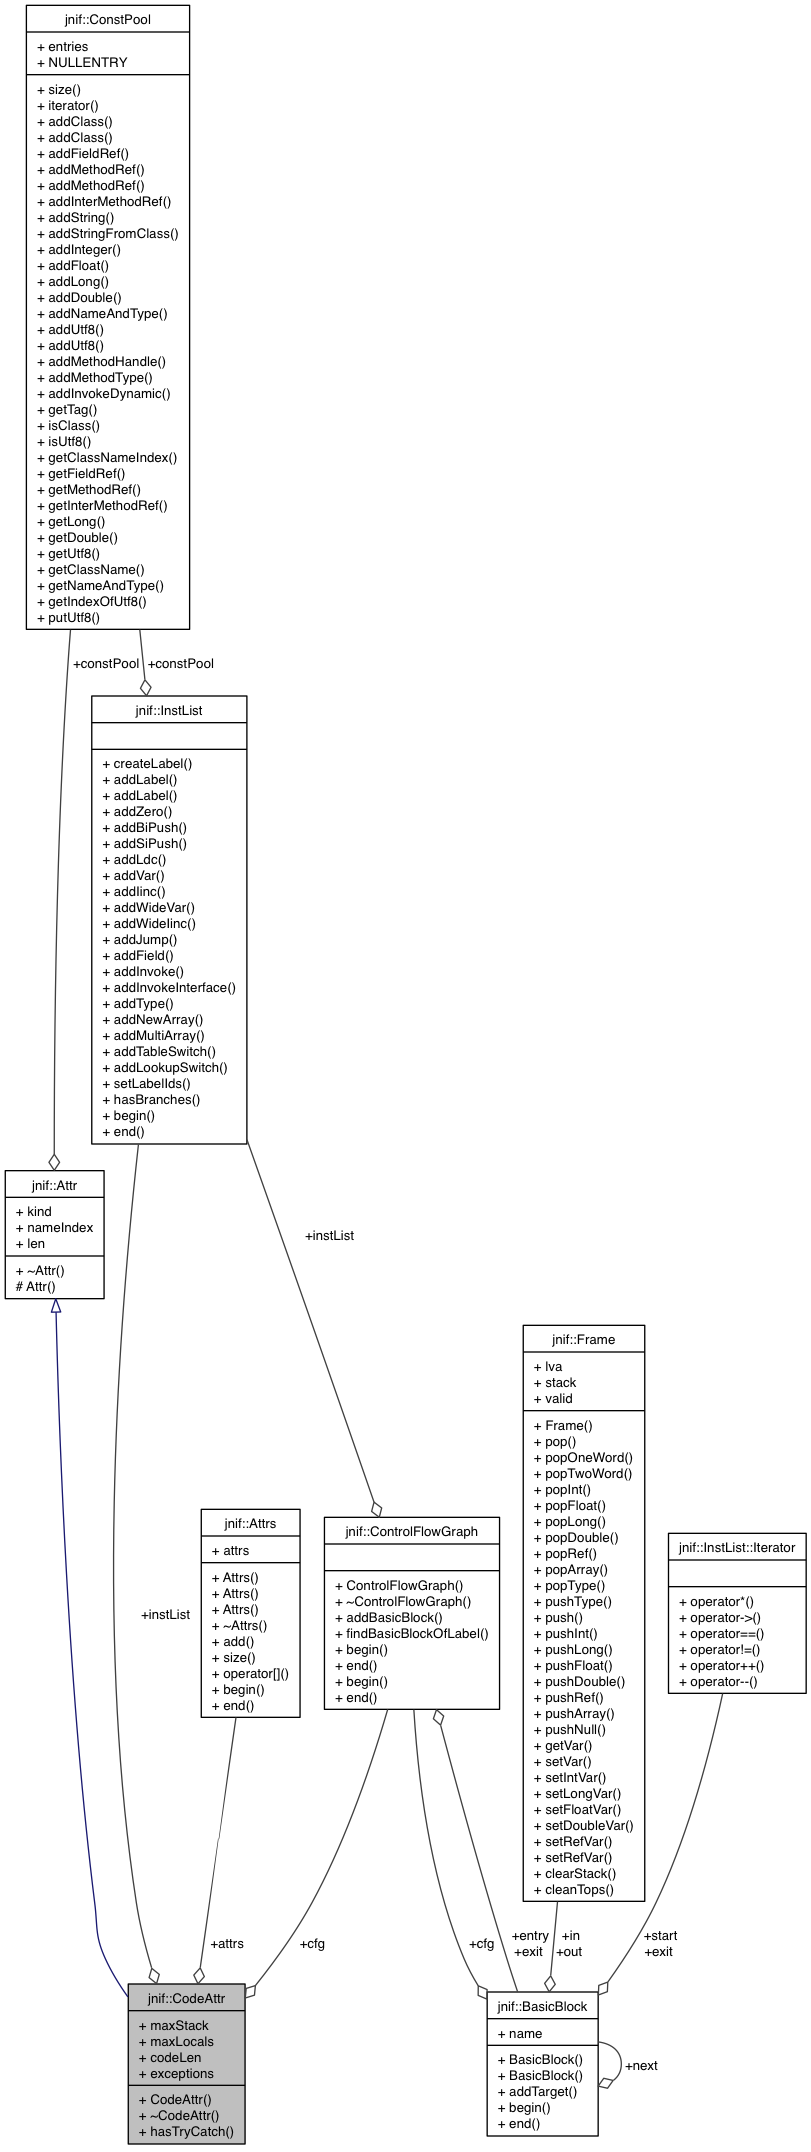 jnif::ConstPool
+ entries
+ NULLENTRY
+ size()
+ iterator()
+ addClass()
+ addClass()
+ addFieldRef()
+ addMethodRef()
+ addMethodRef()
+ addInterMethodRef()
+ addString()
+ addStringFromClass()
+ addInteger()
+ addFloat()
+ addLong()
+ addDouble()
+ addNameAndType()
+ addUtf8()
+ addUtf8()
+ addMethodHandle()
+ addMethodType()
+ addInvokeDynamic()
+ getTag()
+ isClass()
+ isUtf8()
+ getClassNameIndex()
+ getFieldRef()
+ getMethodRef()
+ getInterMethodRef()
+ getLong()
+ getDouble()
+ getUtf8()
+ getClassName()
+ getNameAndType()
+ getIndexOfUtf8()
+ putUtf8()
+constPool
+constPool
jnif::InstList
+ createLabel()
+ addLabel()
+ addLabel()
+ addZero()
+ addBiPush()
+ addSiPush()
+ addLdc()
+ addVar()
+ addIinc()
+ addWideVar()
+ addWideIinc()
+ addJump()
+ addField()
+ addInvoke()
+ addInvokeInterface()
+ addType()
+ addNewArray()
+ addMultiArray()
+ addTableSwitch()
+ addLookupSwitch()
+ setLabelIds()
+ hasBranches()
+ begin()
+ end()
jnif::Attr
+ kind
+ nameIndex
+ len
+ ~Attr()
# Attr()
+instList
jnif::Frame
+ lva
+ stack
+ valid
+ Frame()
+ pop()
+ popOneWord()
+ popTwoWord()
+ popInt()
+ popFloat()
+ popLong()
+ popDouble()
+ popRef()
+ popArray()
+ popType()
+ pushType()
+ push()
+ pushInt()
+ pushLong()
+ pushFloat()
+ pushDouble()
+ pushRef()
+ pushArray()
+ pushNull()
+ getVar()
+ setVar()
+ setIntVar()
+ setLongVar()
+ setFloatVar()
+ setDoubleVar()
+ setRefVar()
+ setRefVar()
+ clearStack()
+ cleanTops()
+instList
jnif::Attrs
+ attrs
+ Attrs()
+ Attrs()
+ Attrs()
+ ~Attrs()
+ add()
+ size()
+ operator[]()
+ begin()
+ end()
jnif::ControlFlowGraph
+ ControlFlowGraph()
+ ~ControlFlowGraph()
+ addBasicBlock()
+ findBasicBlockOfLabel()
+ begin()
+ end()
+ begin()
+ end()
jnif::InstList::Iterator
+ operator*()
+ operator->()
+ operator==()
+ operator!=()
+ operator++()
+ operator--()
+attrs
+cfg
+cfg
+entry
+exit
+in
+out
+start
+exit
jnif::CodeAttr
+ maxStack
+ maxLocals
+ codeLen
+ exceptions
+ CodeAttr()
+ ~CodeAttr()
+ hasTryCatch()
jnif::BasicBlock
+ name
+ BasicBlock()
+ BasicBlock()
+ addTarget()
+ begin()
+ end()
+next